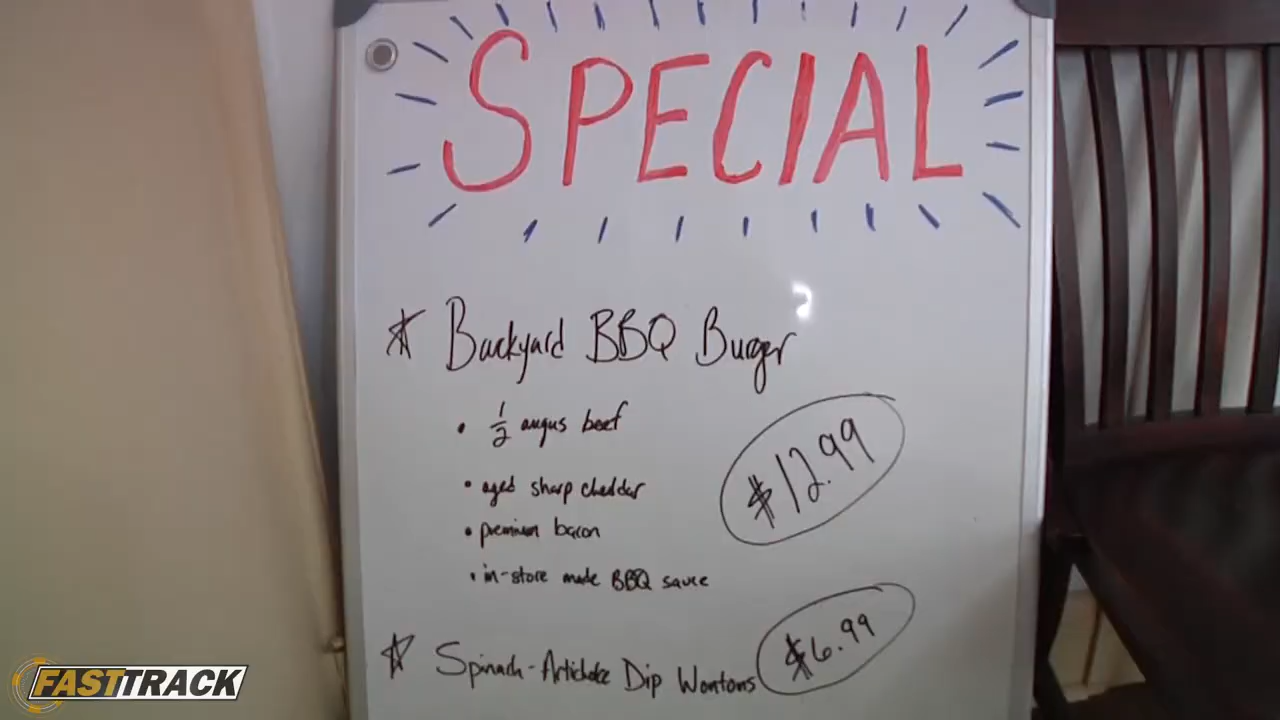 SPECIAL
☆ Backyard BBQ Burger
• 1/2 angus beef
$12.99
• aged sharp cheddar
• premium bacon
• in-store made BBQ sauce
☆ Spinach-Artichoke Dip Wontons
$6.99
FASTTRACK